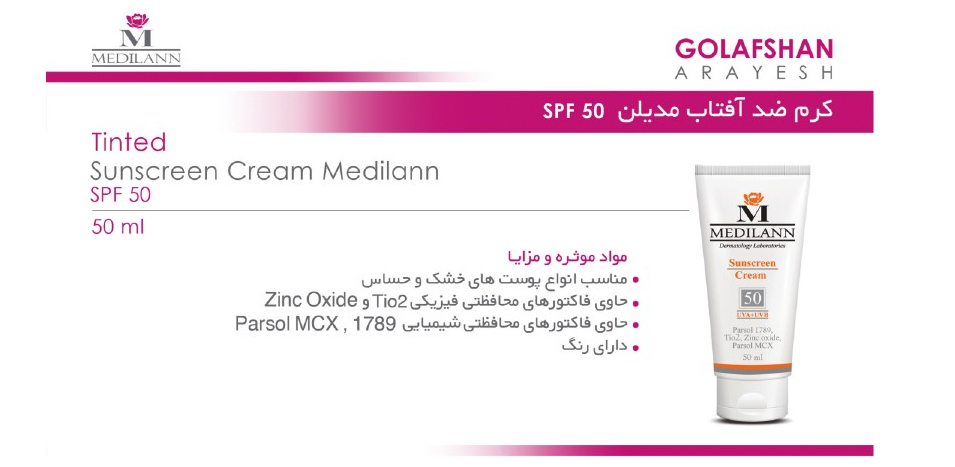 M
MEDILANN
GOLAFSHAN
ARAYESH
کرم ضد آفتاب مدیلن SPF 50
Tinted
Sunscreen Cream Medilann
SPF 50
50 ml
مواد موثره و مزایا
• مناسب انواع پوست های خشک و حساس
• حاوی فاکتورهای محافظتی فیزیکی Tio2 و Zinc Oxide
• حاوی فاکتورهای محافظتی شیمیایی Parsol MCX , 1789
• دارای رنگ
M
MEDILANN
Dermatology Laboratories
Sunscreen
Cream
50
UVA+UVB
Parsol 1789,
Tio2, Zinc oxide,
Parsol MCX
50 ml